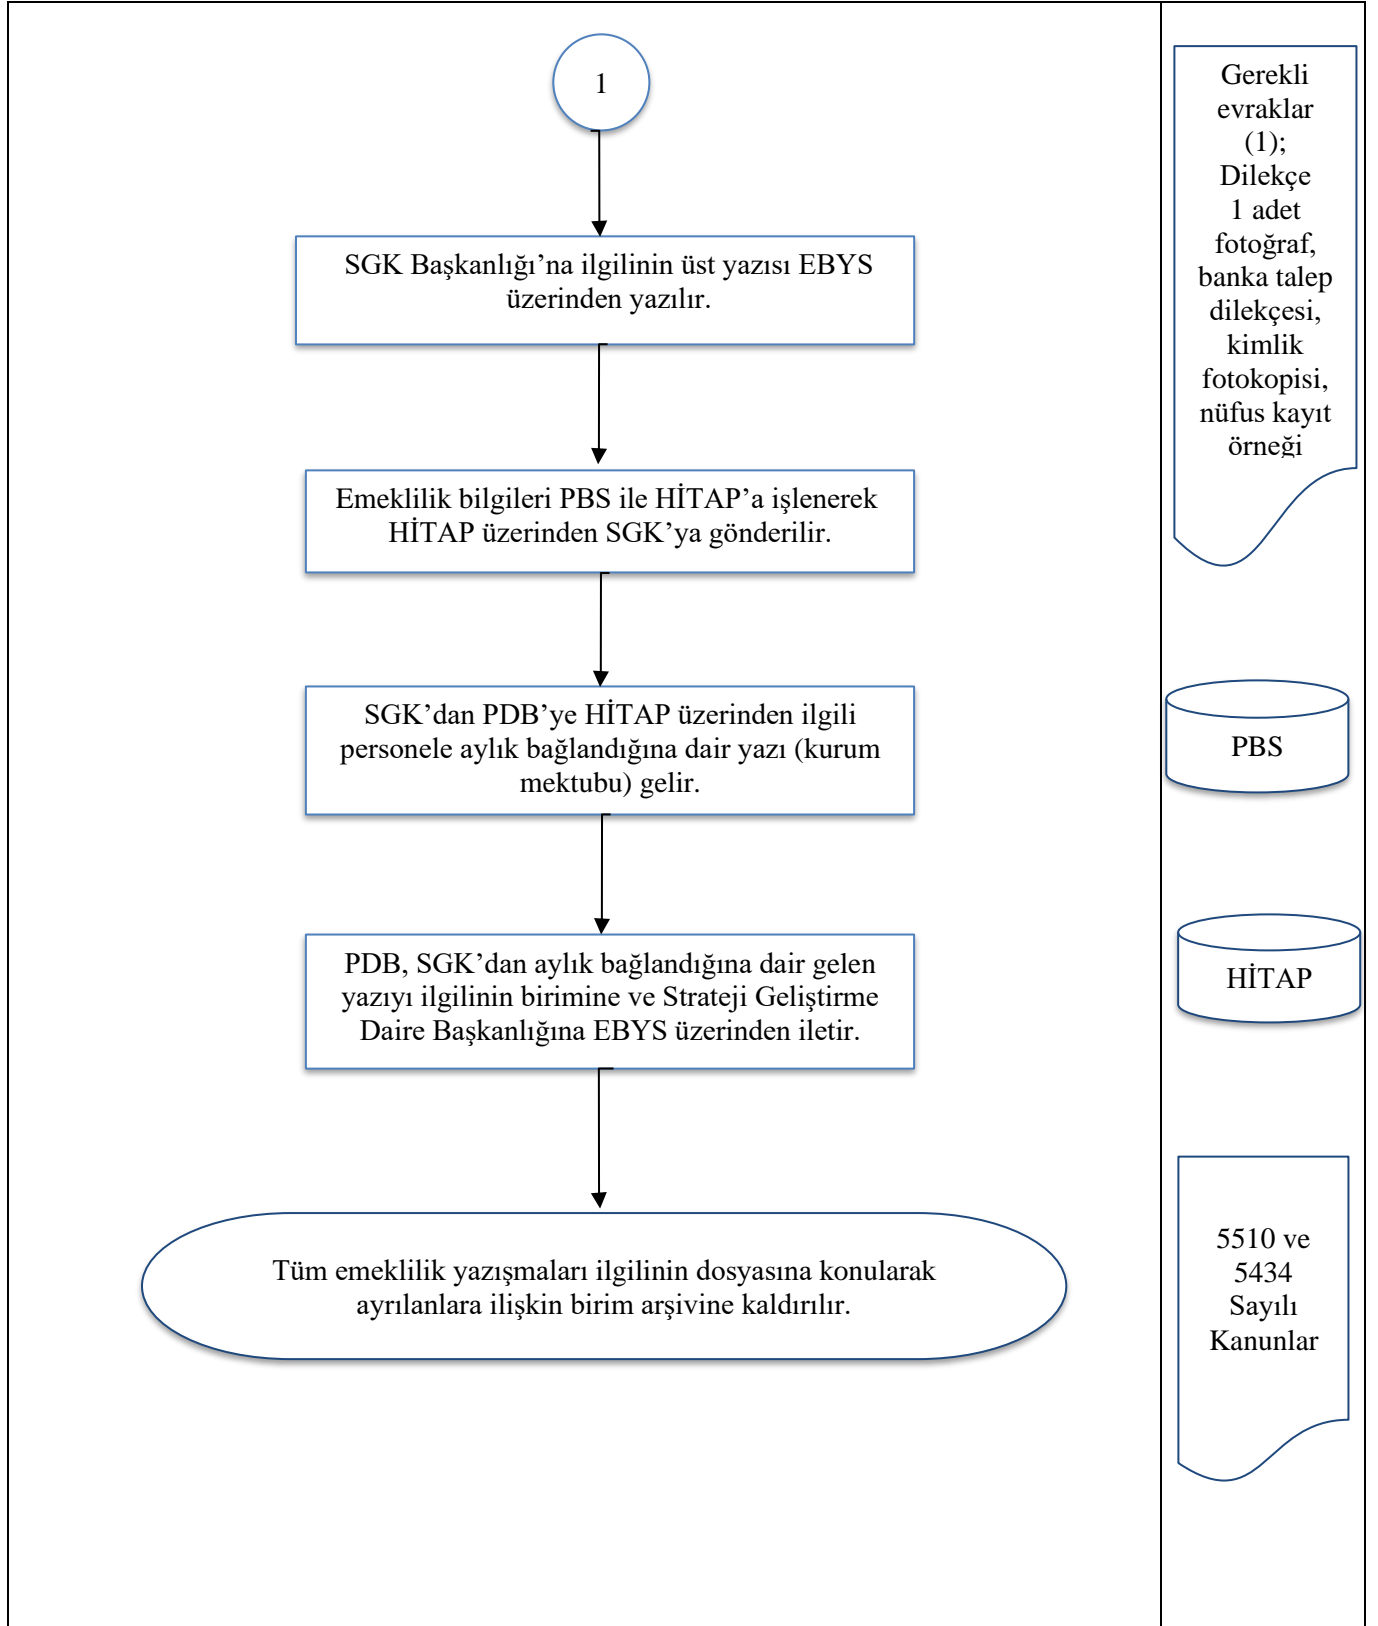 1
SGK Başkanlığı’na ilgilinin üst yazısı EBYS
üzerinden yazılır.
Emeklilik bilgileri PBS ile HİTAP’a işlenerek
HİTAP üzerinden SGK’ya gönderilir.
SGK’dan PDB’ye HİTAP üzerinden ilgili
personele aylık bağlandığına dair yazı (kurum
mektubu) gelir.
PDB, SGK’dan aylık bağlandığına dair gelen
yazıyı ilgilinin birimine ve Strateji Geliştirme
Daire Başkanlığına EBYS üzerinden iletir.
Tüm emeklilik yazışmaları ilgilinin dosyasına konularak
ayrılanlara ilişkin birim arşivine kaldırılır.
Gerekli
evraklar
(1);
Dilekçe
1 adet
fotoğraf,
banka talep
dilekçesi,
kimlik
fotokopisi,
nüfus kayıt
örneği
PBS
HİTAP
5510 ve
5434
Sayılı
Kanunlar